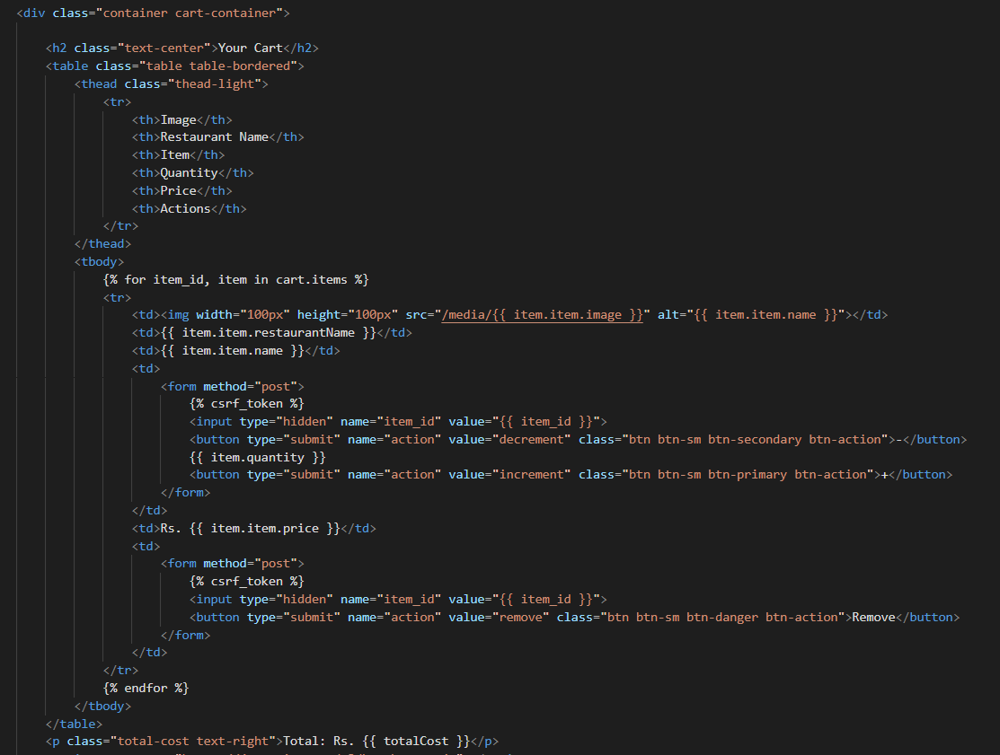 <div class="container cart-container">
<h2 class="text-center">Your Cart</h2>
<table class="table table-bordered">
<thead class="thead-light">
<tr>
<th>Image</th>
<th>Restaurant Name</th>
<th>Item</th>
<th>Quantity</th>
<th>Price</th>
<th>Actions</th>
</tr>
</thead>
<tbody>
{% for item_id, item in cart.items %}
<tr>
<td><img width="100px" height="100px" src="/media/{{ item.item.image }}" alt="{{ item.item.name }}"></td>
<td>{{ item.item.restaurantName }}</td>
<td>{{ item.item.name }}</td>
<td>
<form method="post">
{% csrf_token %}
<input type="hidden" name="item_id" value="{{ item_id }}">
<button type="submit" name="action" value="decrement" class="btn btn-sm btn-secondary btn-action">-</button>
{{ item.quantity }}
<button type="submit" name="action" value="increment" class="btn btn-sm btn-primary btn-action">+</button>
</form>
</td>
<td>Rs. {{ item.item.price }}</td>
<td>
<form method="post">
{% csrf_token %}
<input type="hidden" name="item_id" value="{{ item_id }}">
<button type="submit" name="action" value="remove" class="btn btn-sm btn-danger btn-action">Remove</button>
</form>
</td>
</tr>
{% endfor %}
</tbody>
</table>
<p class="total-cost text-right">Total: Rs. {{ totalCost }}</p>